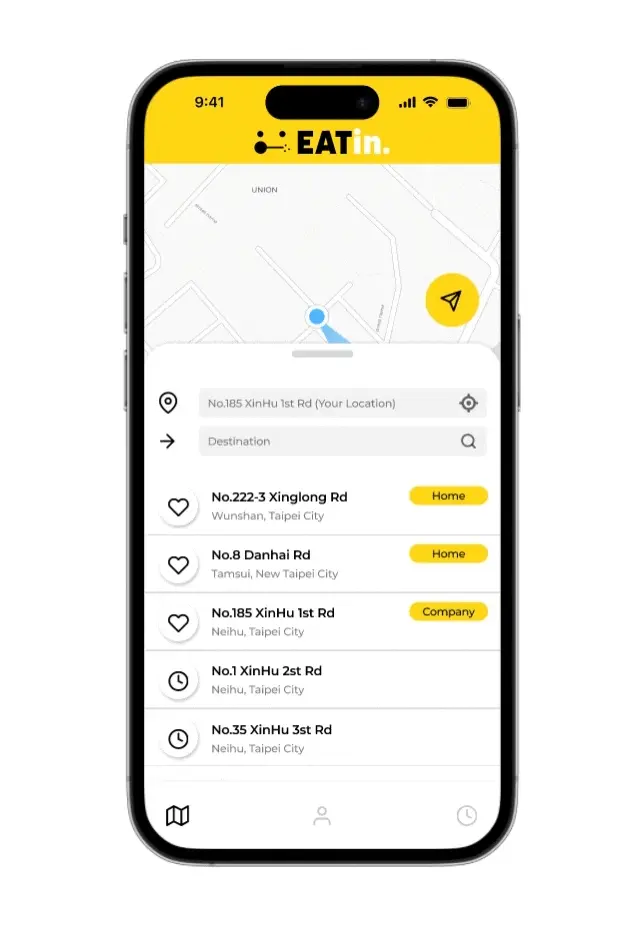 9:41
EATin.
UNION
No.185 XinHu 1st Rd (Your Location)
Destination
No.222-3 Xinglong Rd
Home
Wunshan, Taipei City
No.8 Danhai Rd
Home
Tamsui, New Taipei City
No.185 XinHu 1st Rd
Company
Neihu, Taipei City
No.1 XinHu 2st Rd
Neihu, Taipei City
No.35 XinHu 3st Rd
Neihu, Taipei City